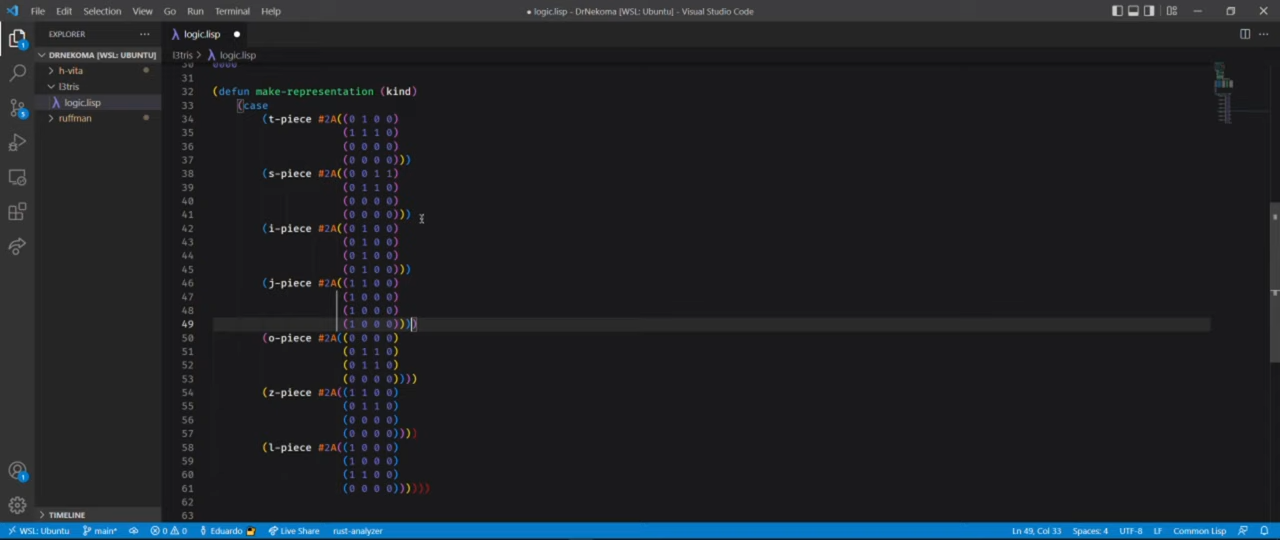 File Edit Selection View Go Run Terminal Help
● logic.lisp - DrNekoma [WSL: Ubuntu] - Visual Studio Code
EXPLORER
DRNEKOMA [WSL: UBUNTU]
h-vita
l3tris
logic.lisp
ruffman
TIMELINE
logic.lisp
l3tris > logic.lisp
31
32 (defun make-representation (kind)
33 (case
34 (t-piece #2A((0 1 0 0)
35 (1 1 1 0)
36 (0 0 0 0)
37 (0 0 0 0)))
38 (s-piece #2A((0 0 1 1)
39 (0 1 1 0)
40 (0 0 0 0)
41 (0 0 0 0)))
42 (i-piece #2A((0 1 0 0)
43 (0 1 0 0)
44 (0 1 0 0)
45 (0 1 0 0)))
46 (j-piece #2A((1 1 0 0)
47 (1 0 0 0)
48 (1 0 0 0)
49 (1 0 0 0))))
50 (o-piece #2A((0 0 0 0)
51 (0 1 1 0)
52 (0 1 1 0)
53 (0 0 0 0))))
54 (z-piece #2A((1 1 0 0)
55 (0 1 1 0)
56 (0 0 0 0)
57 (0 0 0 0))))
58 (l-piece #2A((1 0 0 0)
59 (1 0 0 0)
60 (1 1 0 0)
61 (0 0 0 0))))))
62
63
WSL: Ubuntu main* 0 0 Eduardo Live Share rust-analyzer
Ln 49, Col 33 Spaces: 4 UTF-8 LF Common Lisp